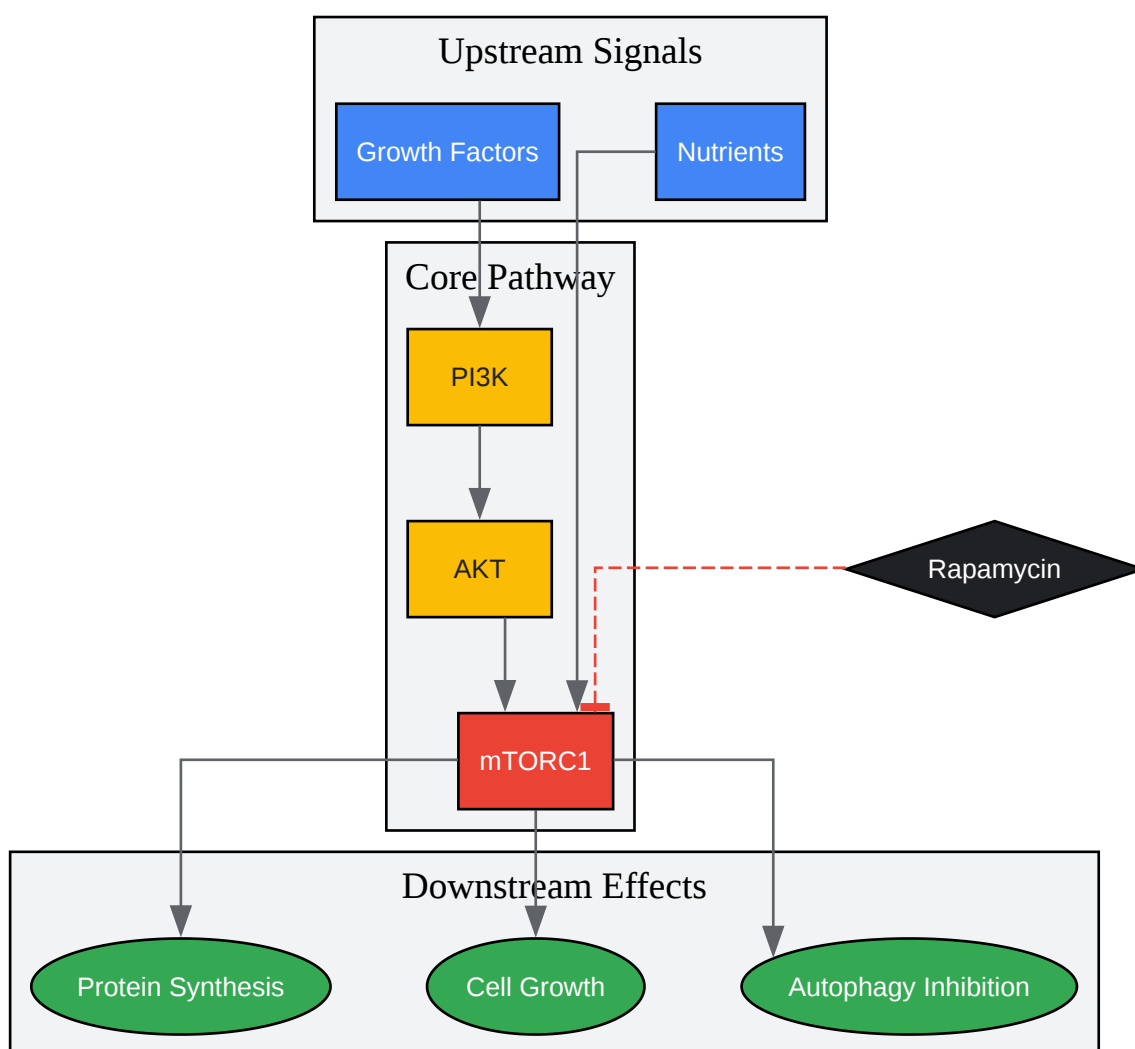 Upstream Signals
Growth Factors
Nutrients
Core Pathway
PI3K
AKT
Rapamycin
mTORC1
Downstream Effects
Protein Synthesis
Cell Growth
Autophagy Inhibition